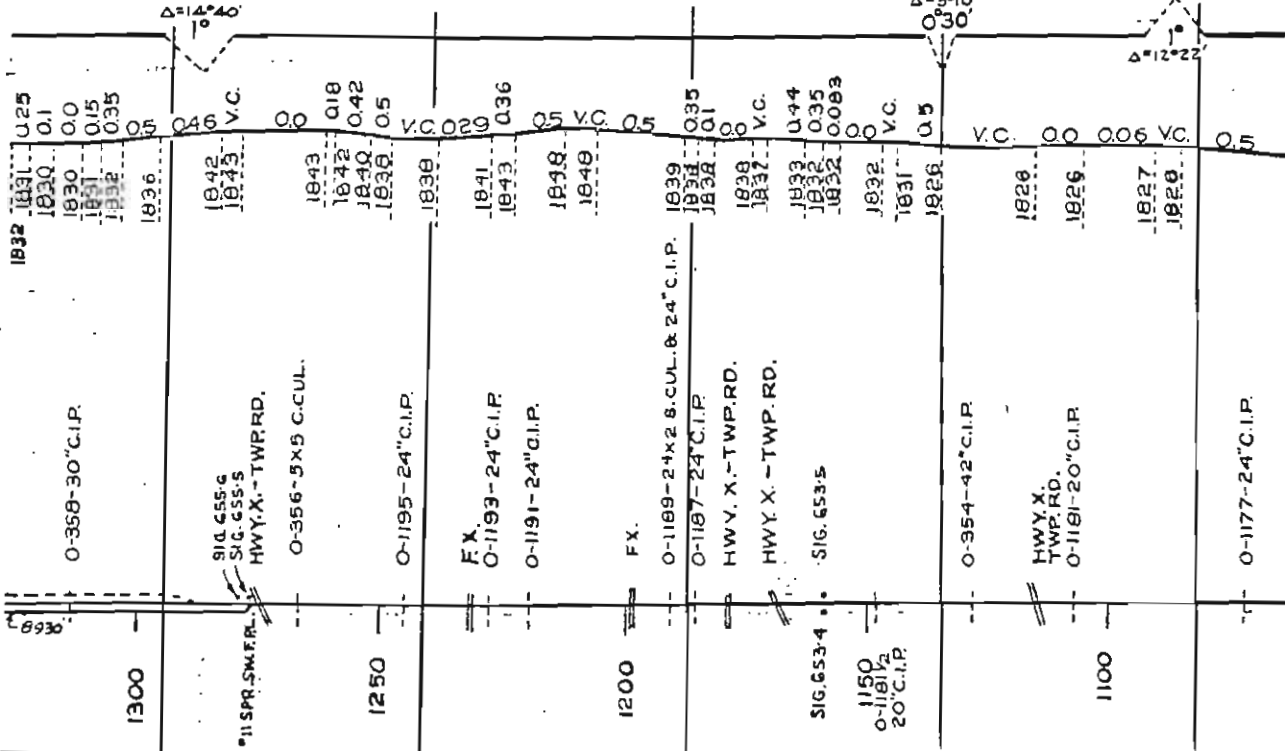 Δ=14°40'
1°
0°30'
1°
Δ=12°22'
0.25
0.1
0.0
0.15
0.35
0.5
0.46
V.C.
0.0
0.18
0.42
0.5
V.C.
0.29
0.36
0.5
V.C.
0.5
0.35
0.1
0.0
V.C.
0.44
0.35
0.083
0.0
V.C.
0.15
V.C.
0.0
0.06
V.C.
0.5
1832
1831
1830
1830
1831
1832
1836
1842
1843
1843
1842
1840
1838
1838
1841
1843
1848
1848
1839
1838
1838
1838
1837
1833
1832
1832
1832
1831
1826
1826
1826
1827
1828
0-358-30"C.I.P.
SIG.655.6
SIG.655.5
HWY.X.-TWP.RD.
0-356-5X5 C.CUL.
0-1195-24"C.I.P.
F.X.
0-1193-24"C.I.P.
0-1191-24"C.I.P.
F.X.
0-1189-24x2 B.CUL.& 24"C.I.P.
0-1187-24"C.I.P.
HWY. X.-TWP.RD.
HWY. X.-TWP.RD.
SIG.653.5
0-354-42"C.I.P.
HWY.X.
TWP. RD.
0-1181-20"C.I.P.
0-1177-24"C.I.P.
8930'
1300
#11 SPR.SW.F.PL.
1250
1200
SIG.653.4
1150
0-1181½
20"C.I.P.
1100